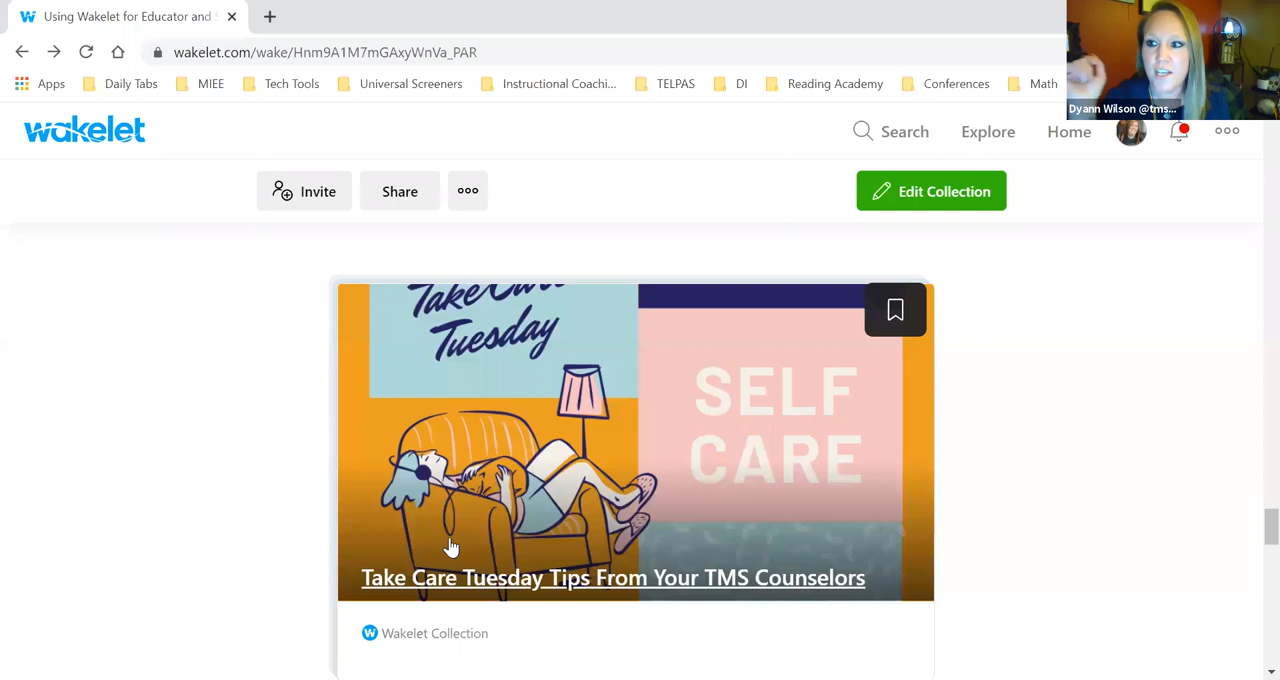 Using Wakelet for Educator and S
wakelet.com/wake/Hnm9A1M7mGAxyWnVa_PAR
Apps Daily Tabs MIEE Tech Tools Universal Screeners Instructional Coachi... TELPAS DI Reading Academy Conferences Math
Dyann Wilson @tms...
wakelet Search Explore Home
Invite Share Edit Collection
Take Care
Tuesday
SELF
CARE
Take Care Tuesday Tips From Your TMS Counselors
Wakelet Collection